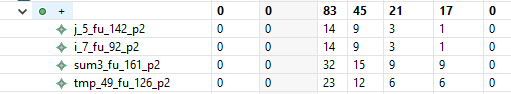 + 0 0 83 45 21 17 0
j_5_fu_142_p2 0 0 14 9 3 1 0
i_7_fu_92_p2 0 0 14 9 3 1 0
sum3_fu_161_p2 0 0 32 15 9 9 0
tmp_49_fu_126_p2 0 0 23 12 6 6 0